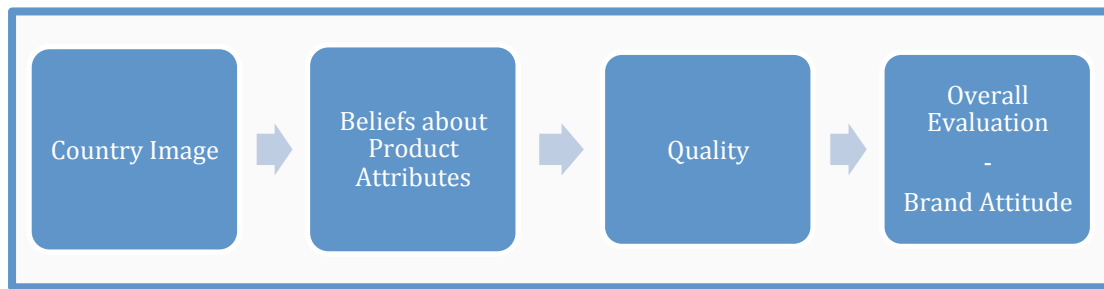 Country Image
Beliefs about
Product
Attributes
Quality
Overall
Evaluation
-
Brand Attitude